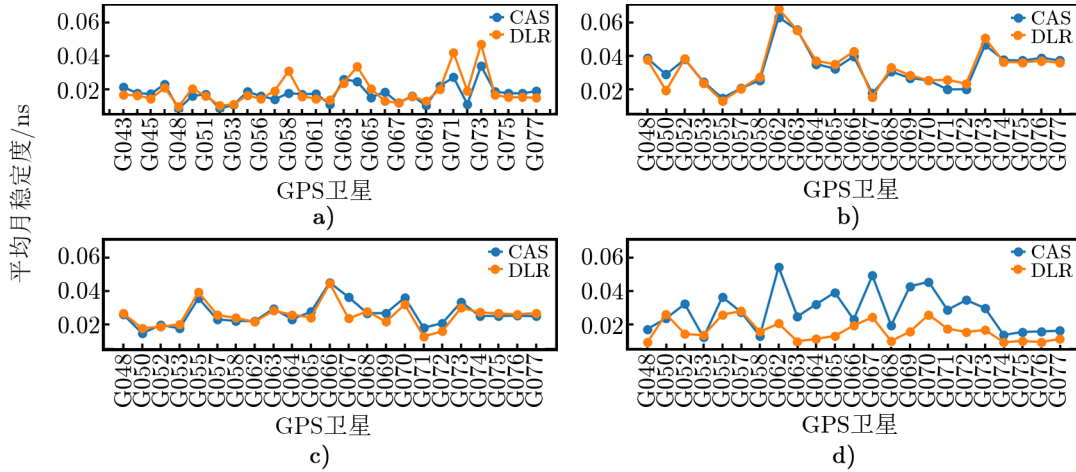 平均月稳定度/ns
0.06
0.04
0.02
CAS
DLR
G043
G045
G048
G051
G053
G056
G058
G061
G063
G065
G067
G069
G071
G073
G075
G077
GPS卫星
a)
0.06
0.04
0.02
CAS
DLR
G048
G050
G052
G053
G055
G057
G058
G062
G063
G064
G065
G066
G067
G068
G069
G070
G071
G072
G073
G074
G075
G076
G077
GPS卫星
b)
0.06
0.04
0.02
CAS
DLR
G048
G050
G052
G053
G055
G057
G058
G062
G063
G064
G065
G066
G067
G068
G069
G070
G071
G072
G073
G074
G075
G076
G077
GPS卫星
c)
0.06
0.04
0.02
CAS
DLR
G048
G050
G052
G053
G055
G057
G058
G062
G063
G064
G065
G066
G067
G068
G069
G070
G071
G072
G073
G074
G075
G076
G077
GPS卫星
d)